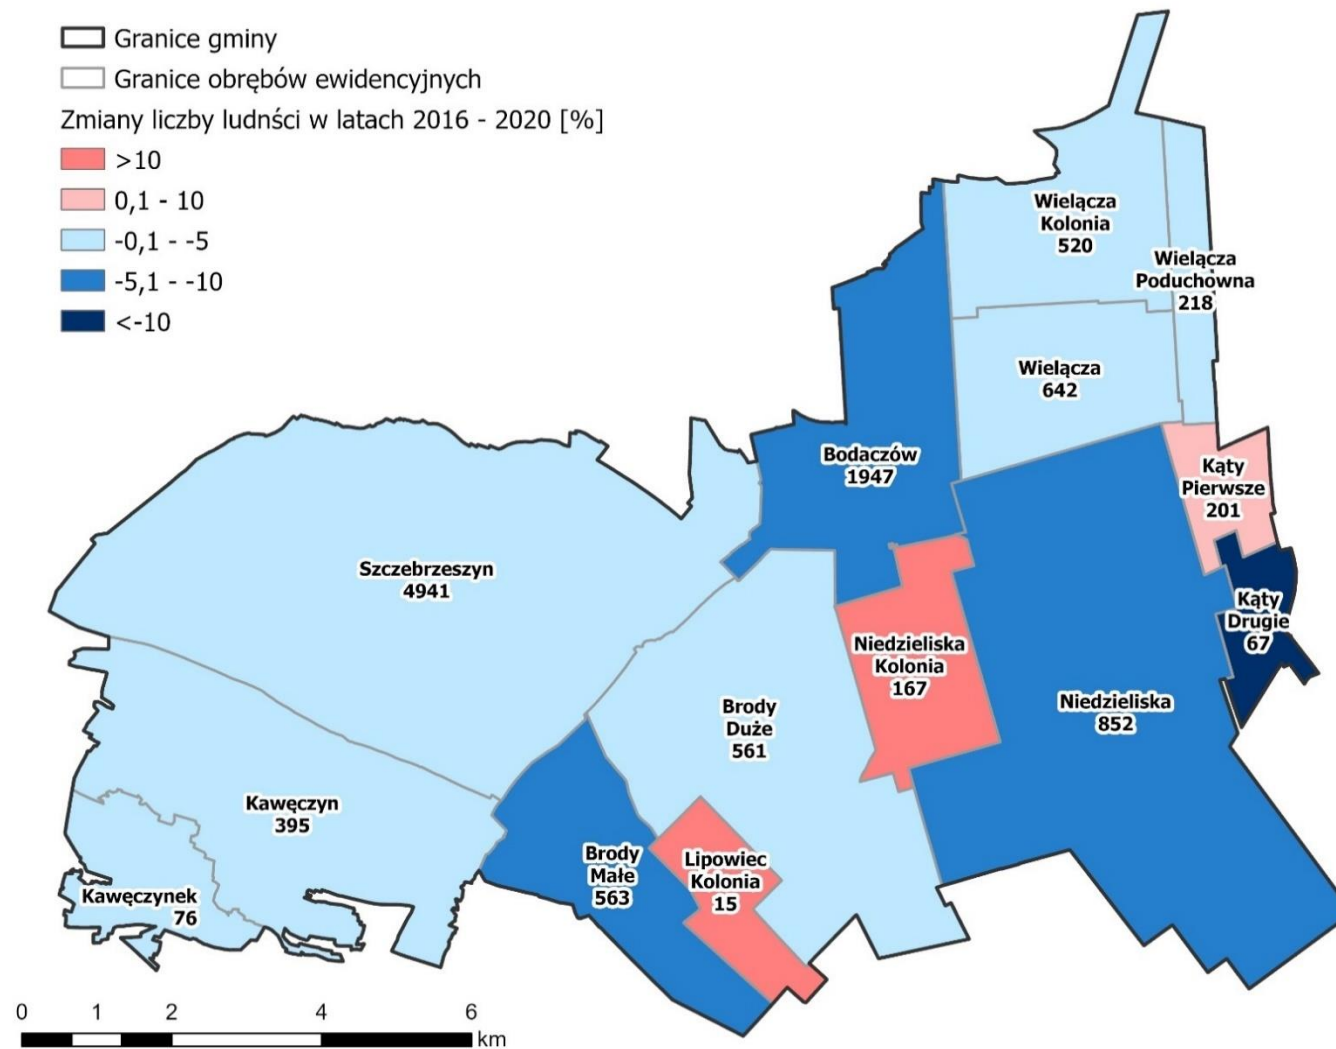 Granice gminy
Granice obrębów ewidencyjnych
Zmiany liczby ludnści w latach 2016 - 2020 [%]
>10
0,1 - 10
-0,1 - -5
-5,1 - -10
<-10
Wielącza
Kolonia
520
Wielącza
Poduchowna
218
Wielącza
642
Bodaczów
1947
Kąty
Pierwsze
201
Szczebrzeszyn
4941
Kąty
Drugie
67
Niedzieliska
Kolonia
167
Niedzieliska
852
Brody
Duże
561
Kawęczyn
395
Brody
Małe
563
Lipowiec
Kolonia
15
Kawęczynek
76
0 1 2 4 6
km